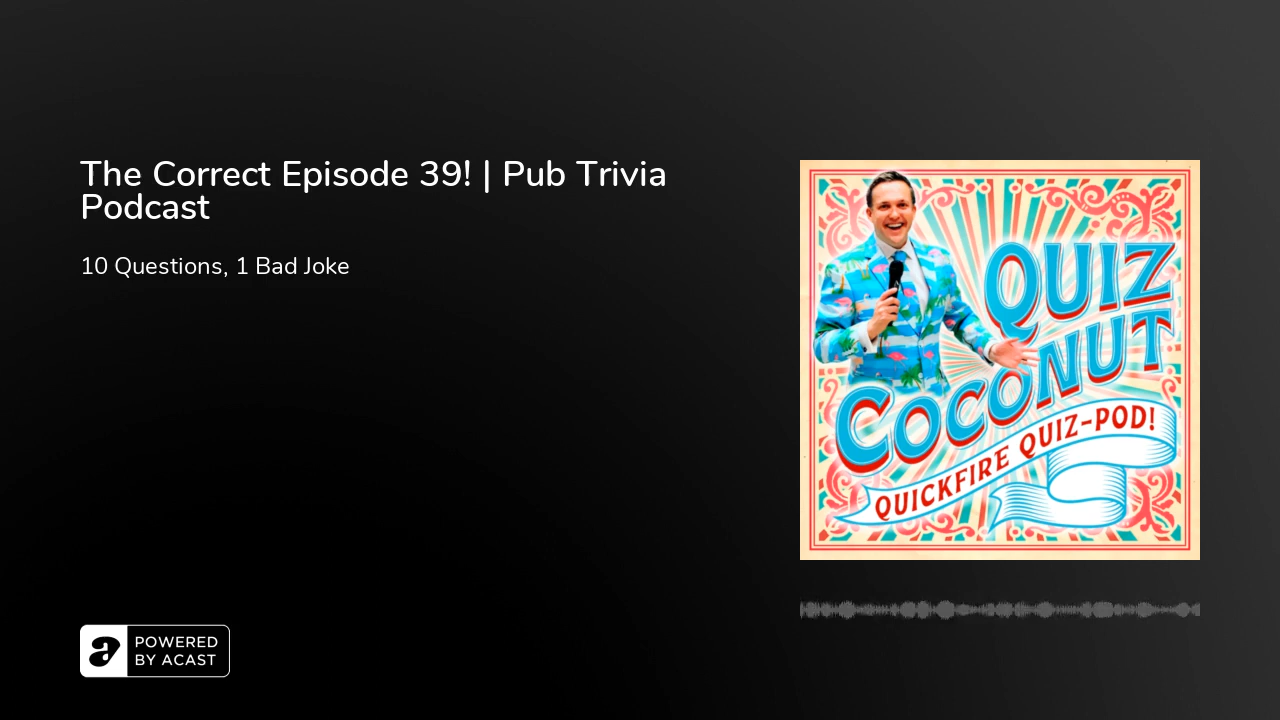 The Correct Episode 39! | Pub Trivia
Podcast
10 Questions, 1 Bad Joke
QUIZ
COCONUT
QUICKFIRE QUIZ-POD!
POWERED
BY ACAST